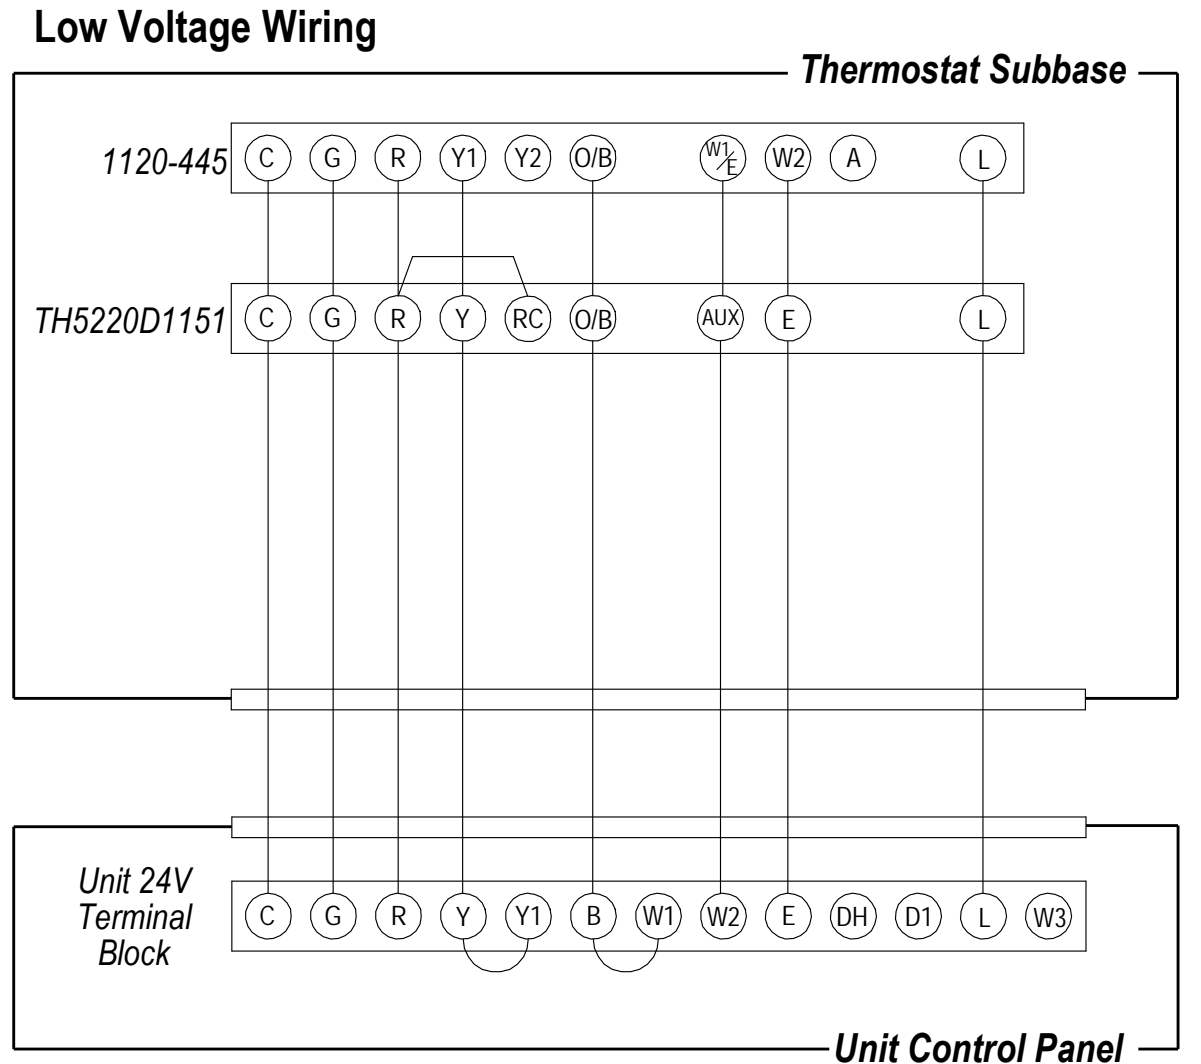 Low Voltage Wiring
Thermostat Subbase
1120-445 C G R Y1 Y2 O/B W1/E W2 A L
TH5220D1151 C G R Y RC O/B AUX E L
Unit 24V
Terminal
Block
C G R Y Y1 B W1 W2 E DH D1 L W3
Unit Control Panel